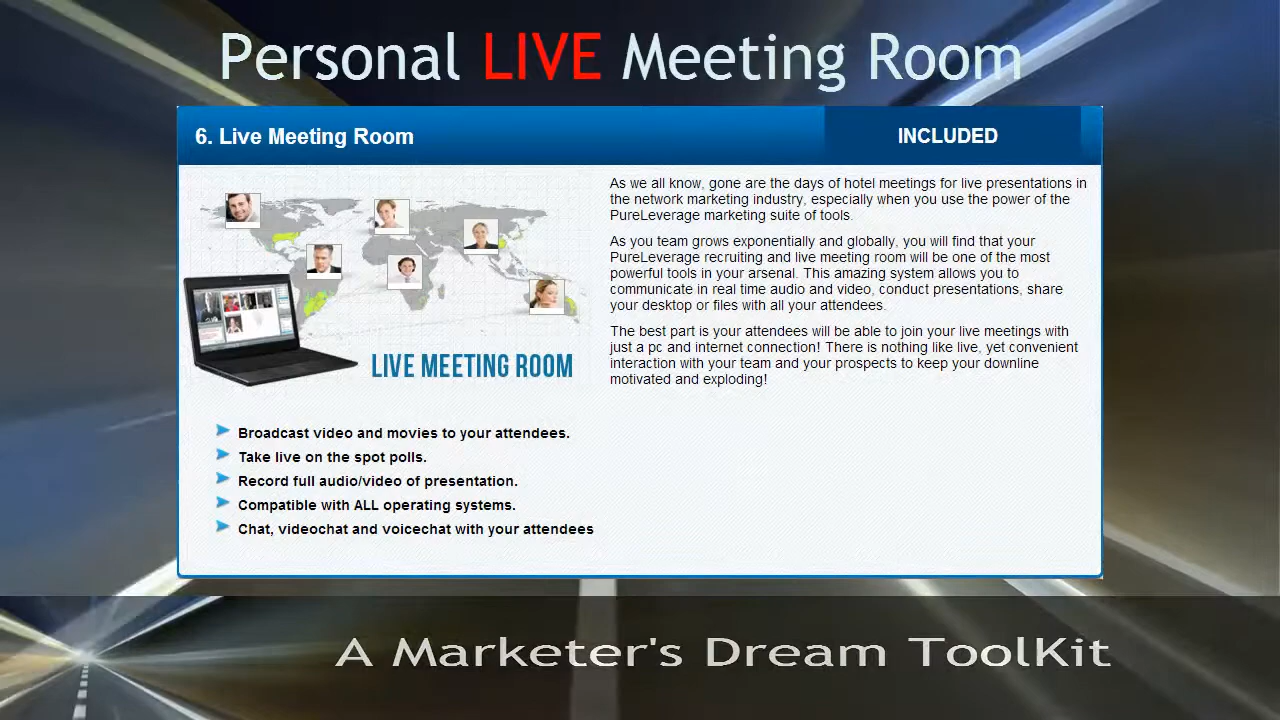 Personal LIVE Meeting Room
6. Live Meeting Room
INCLUDED
As we all know, gone are the days of hotel meetings for live presentations in
the network marketing industry, especially when you use the power of the
PureLeverage marketing suite of tools.
As you team grows exponentially and globally, you will find that your
PureLeverage recruiting and live meeting room will be one of the most
powerful tools in your arsenal. This amazing system allows you to
communicate in real time audio and video, conduct presentations, share
your desktop or files with all your attendees.
The best part is your attendees will be able to join your live meetings with
just a pc and internet connection! There is nothing like live, yet convenient
interaction with your team and your prospects to keep your downline
motivated and exploding!
LIVE MEETING ROOM
Broadcast video and movies to your attendees.
Take live on the spot polls.
Record full audio/video of presentation.
Compatible with ALL operating systems.
Chat, videochat and voicechat with your attendees
A Marketer's Dream ToolKit